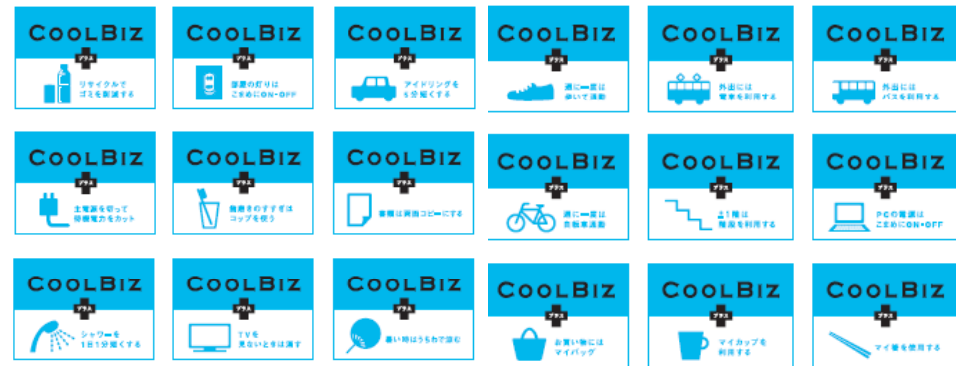 COOLBIZ
プラス
リサイクルで
ゴミを削減する
COOLBIZ
プラス
部屋の灯りは
こまめにON・OFF
COOLBIZ
プラス
アイドリングを
5分短くする
COOLBIZ
プラス
週に一度は
歩いて通勤
COOLBIZ
プラス
外出には
電車を利用する
COOLBIZ
プラス
外出には
バスを利用する
COOLBIZ
プラス
主電源を切って
待機電力をカット
COOLBIZ
プラス
歯磨きのすすぎは
コップを使う
COOLBIZ
プラス
書類は両面コピーにする
COOLBIZ
プラス
週に一度は
自転車通勤
COOLBIZ
プラス
±1階は
階段を利用する
COOLBIZ
プラス
PCの電源は
こまめにON・OFF
COOLBIZ
プラス
シャワーを
1日1分短くする
COOLBIZ
プラス
TVを
見ないときは消す
COOLBIZ
プラス
暑い時はうちわで涼む
COOLBIZ
プラス
お買い物には
マイバッグ
COOLBIZ
プラス
マイカップを
利用する
COOLBIZ
プラス
マイ箸を使用する